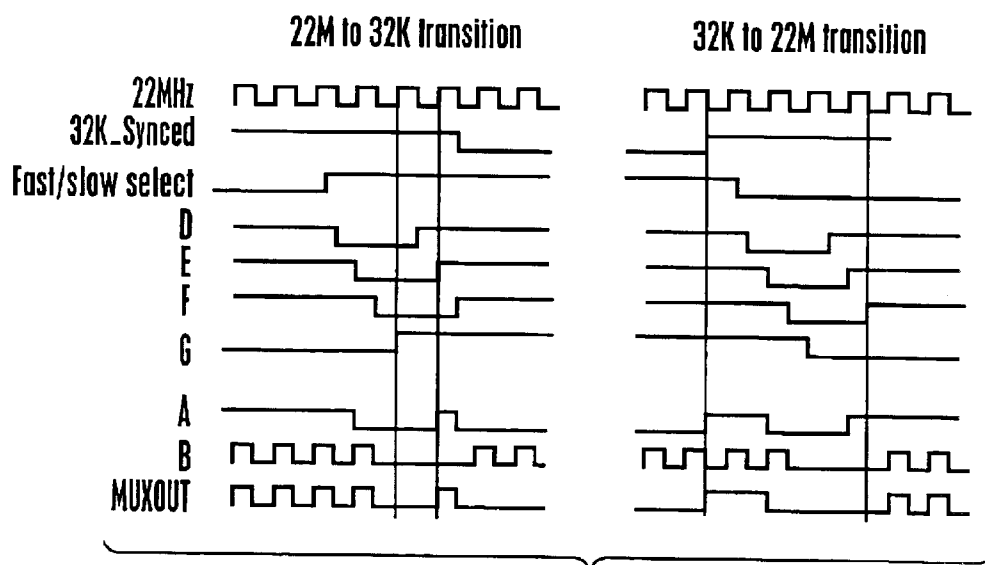 22M to 32K transition
32K to 22M transition
22MHz
32K_Synced
Fast/slow select
D
E
F
G
A
B
MUXOUT